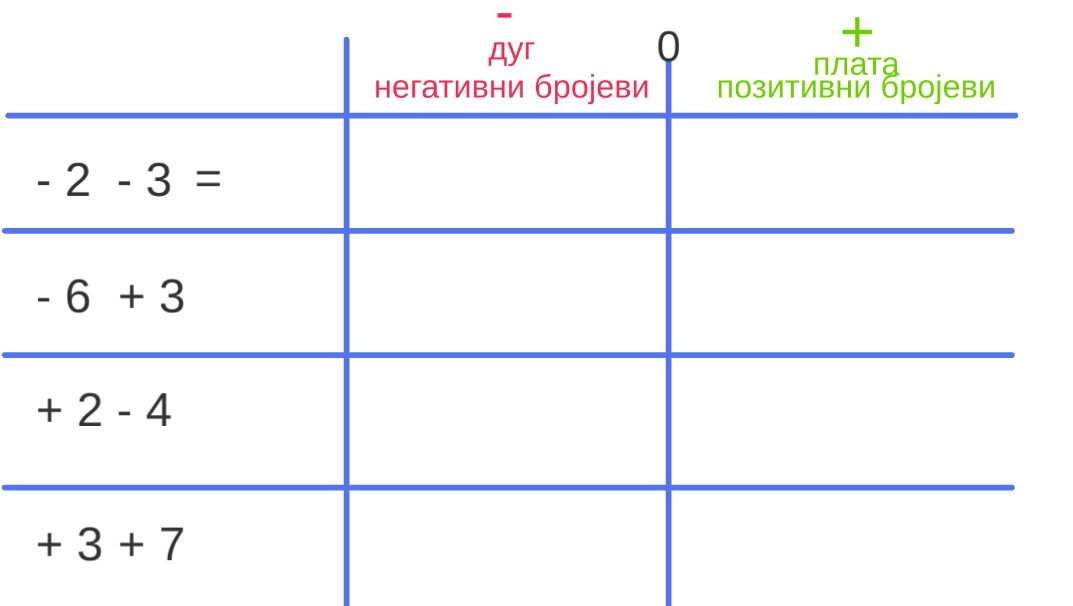 -
дуг
негативни бројеви
0
+
плата
позитивни бројеви
- 2 - 3 =
- 6 + 3
+ 2 - 4
+ 3 + 7